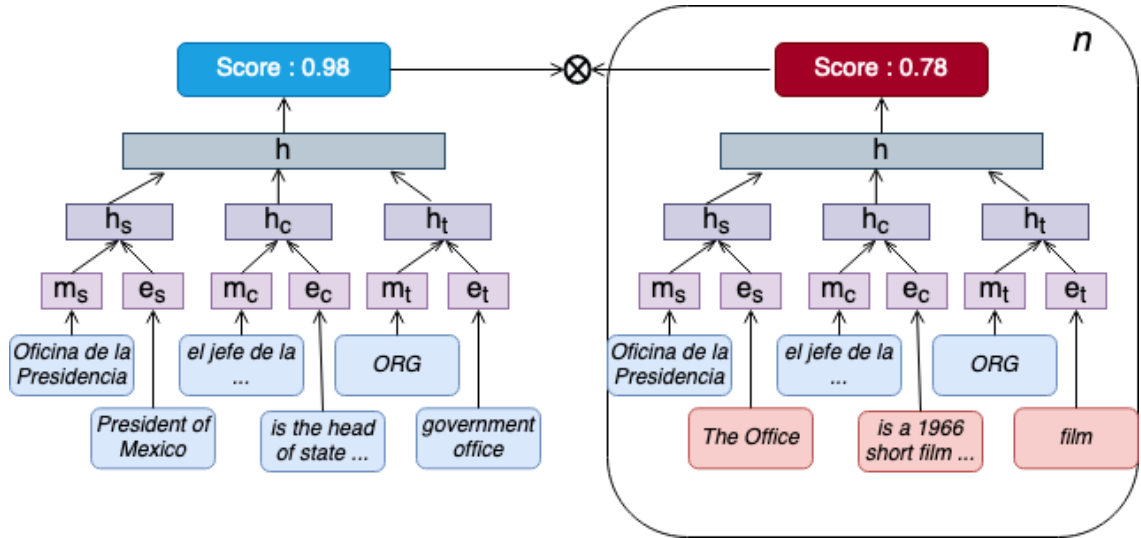 n
Score : 0.98
Score : 0.78
h
h
hs
hc
ht
hs
hc
ht
ms
es
mc
ec
mt
et
ms
es
mc
ec
mt
et
Oficina de la
Presidencia
el jefe de la
...
ORG
Oficina de la
Presidencia
el jefe de la
...
ORG
President of
Mexico
is the head
of state ...
government
office
The Office
is a 1966
short film ...
film